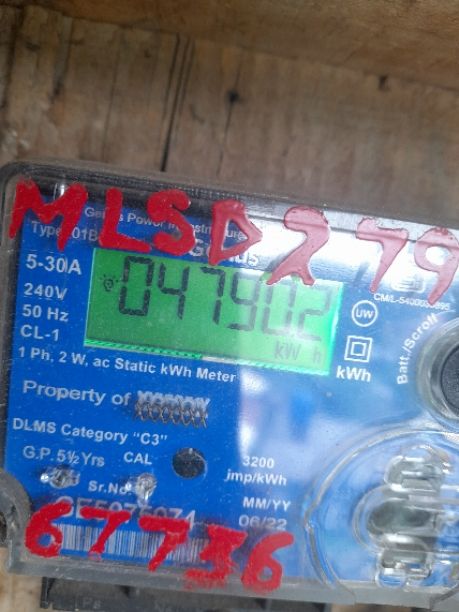 MLSD279
5-30A
047902
240V
kW h
50 Hz
UW
CL-1
kWh
Batt./Scroll
1 Ph, 2 W, ac Static kWh Meter
Property of
DLMS Category "C3"
G.P. 5½ Yrs CAL
3200
imp/kWh
Sr.No.
MM/YY
06/22
67736